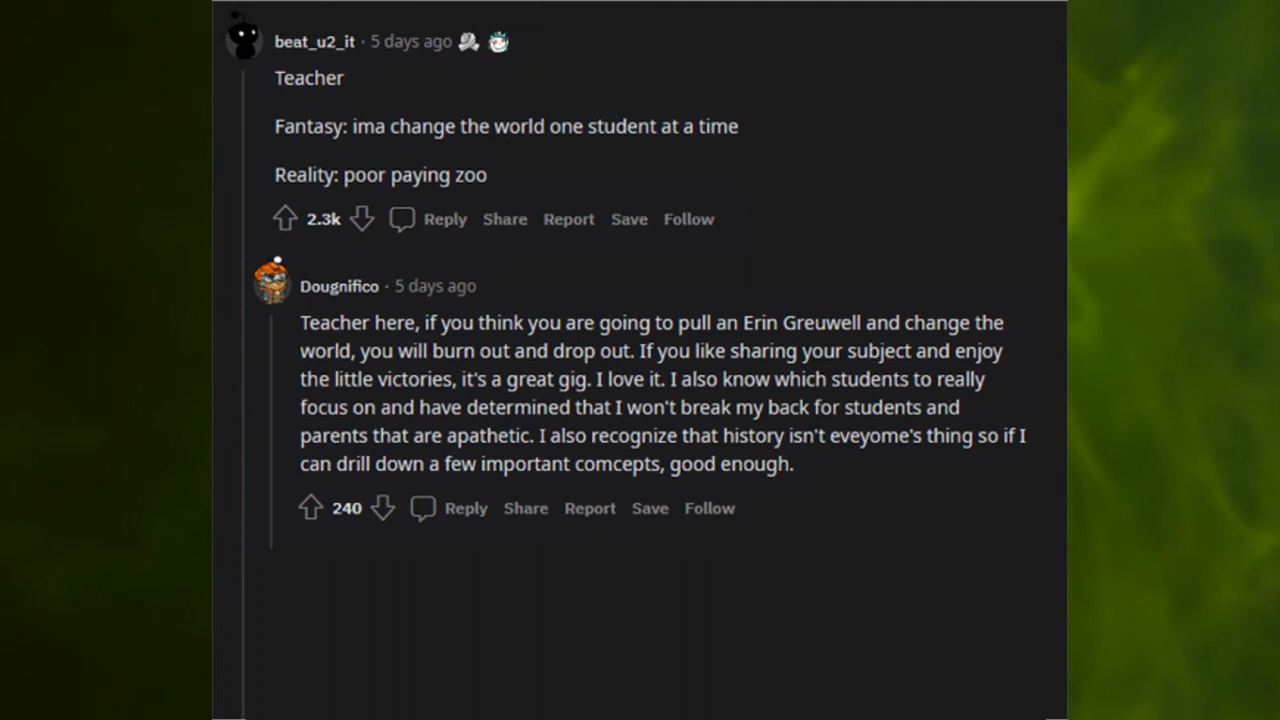 beat_u2_it · 5 days ago
Teacher
Fantasy: ima change the world one student at a time
Reality: poor paying zoo
2.3k Reply Share Report Save Follow
Dougnifico · 5 days ago
Teacher here, if you think you are going to pull an Erin Greuwell and change the
world, you will burn out and drop out. If you like sharing your subject and enjoy
the little victories, it's a great gig. I love it. I also know which students to really
focus on and have determined that I won't break my back for students and
parents that are apathetic. I also recognize that history isn't eveyome's thing so if I
can drill down a few important comcepts, good enough.
240 Reply Share Report Save Follow